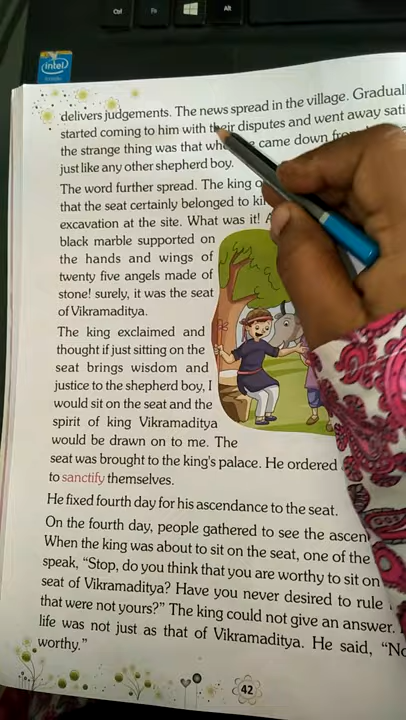 Ctrl Fn Alt
intel
delivers judgements. The news spread in the village. Gradual
started coming to him with their disputes and went away sati
the strange thing was that came down
just like any other shepherd boy.
The word further spread. The king
that the seat certainly belonged to
excavation at the site. What was it!
black marble supported on
the hands and wings of
twenty five angels made of
stone! surely, it was the seat
of Vikramaditya.
The king exclaimed and
thought if just sitting on the
seat brings wisdom and
justice to the shepherd boy, I
would sit on the seat and the
spirit of king Vikramaditya
would be drawn on to me. The
seat was brought to the king's palace. He ordered
to sanctify themselves.
He fixed fourth day for his ascendance to the seat.
On the fourth day, people gathered to see the ascen
When the king was about to sit on the seat, one of the
speak, "Stop, do you think that you are worthy to sit on
seat of Vikramaditya? Have you never desired to rule
that were not yours?" The king could not give an answer.
life was not just as that of Vikramaditya. He said, "No
worthy."
42